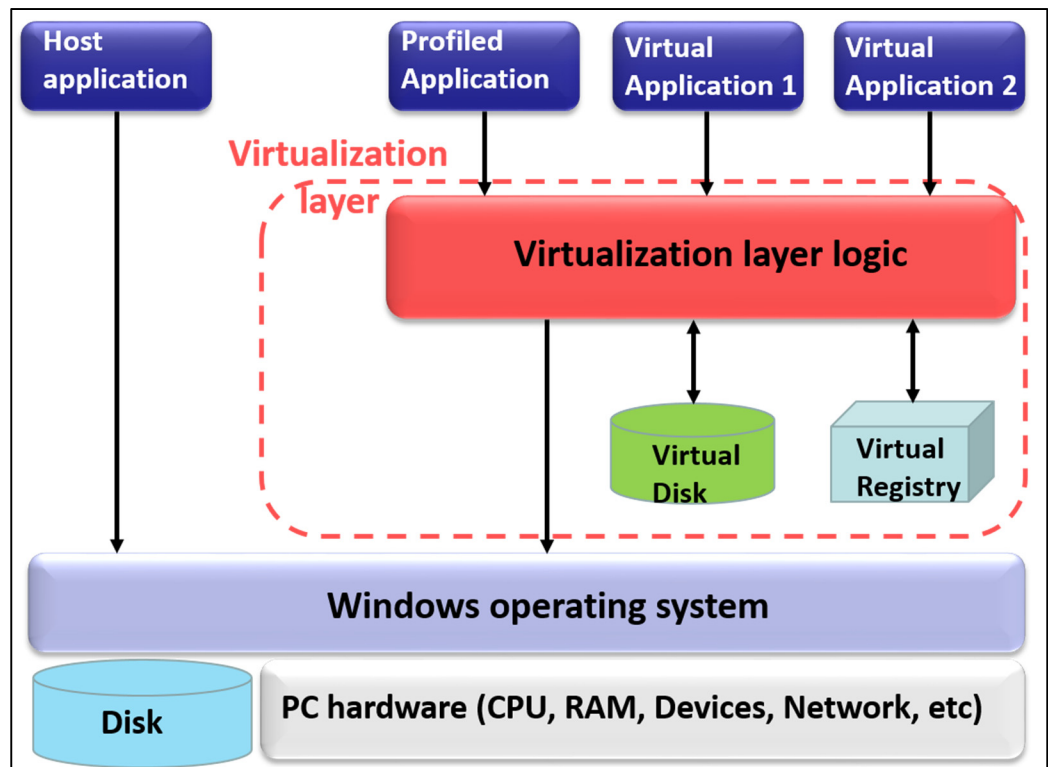 Host
application
Profiled
Application
Virtual
Application 1
Virtual
Application 2
Virtualization
layer
Virtualization layer logic
Virtual
Disk
Virtual
Registry
Windows operating system
Disk
PC hardware (CPU, RAM, Devices, Network, etc)